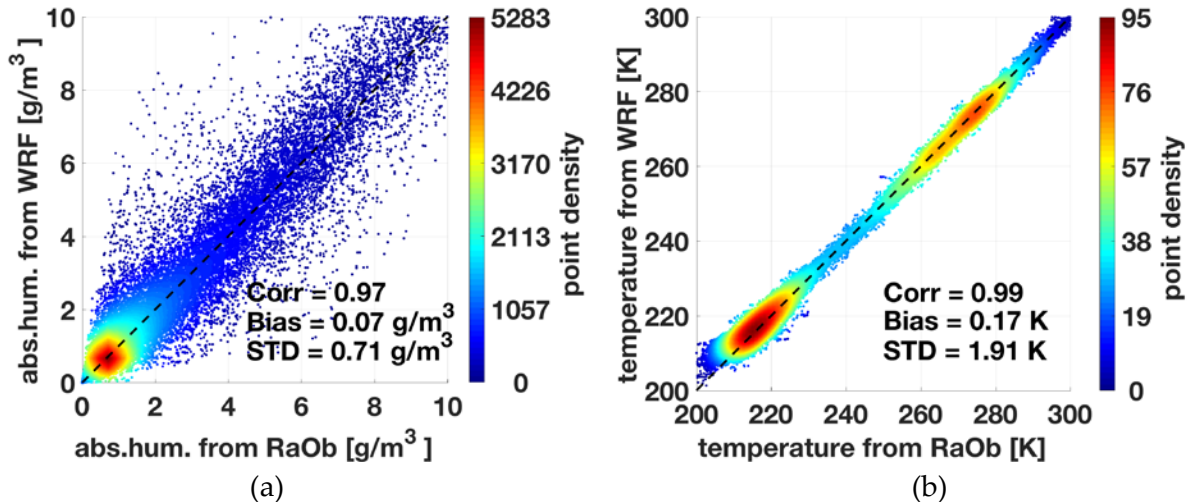 10
8
6
4
2
0
abs.hum. from WRF [g/m³ ]
0 2 4 6 8 10
abs.hum. from RaOb [g/m³ ]
Corr = 0.97
Bias = 0.07 g/m³
STD = 0.71 g/m³
5283
4226
3170
2113
1057
0
point density
(a)
300
280
260
240
220
200
temperature from WRF [K]
200 220 240 260 280 300
temperature from RaOb [K]
Corr = 0.99
Bias = 0.17 K
STD = 1.91 K
95
76
57
38
19
0
point density
(b)